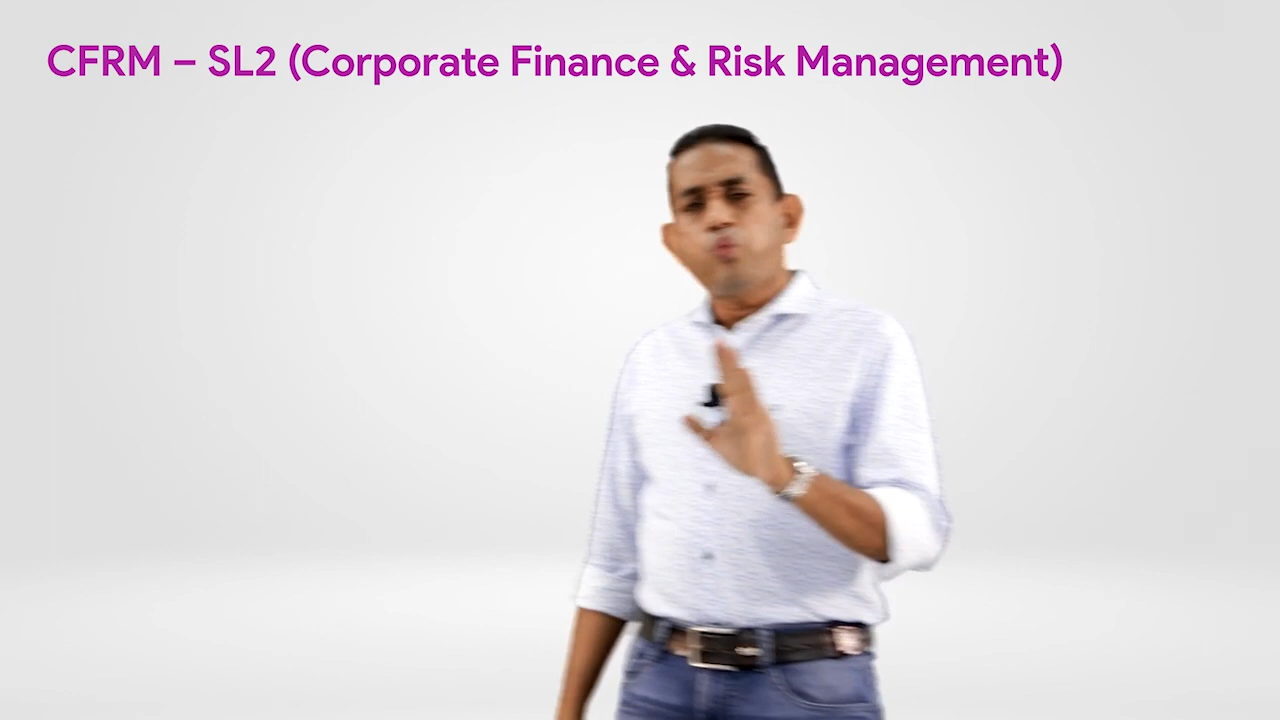 CFRM – SL2 (Corporate Finance & Risk Management)